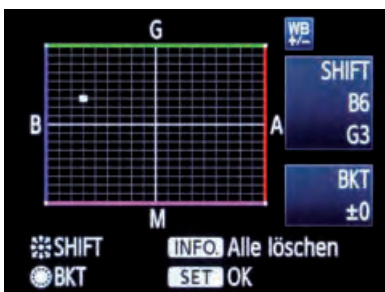 G
WB
+/-
SHIFT
B6
G3
B
A
BKT
±0
M
SHIFT
INFO. Alle löschen
BKT
SET OK